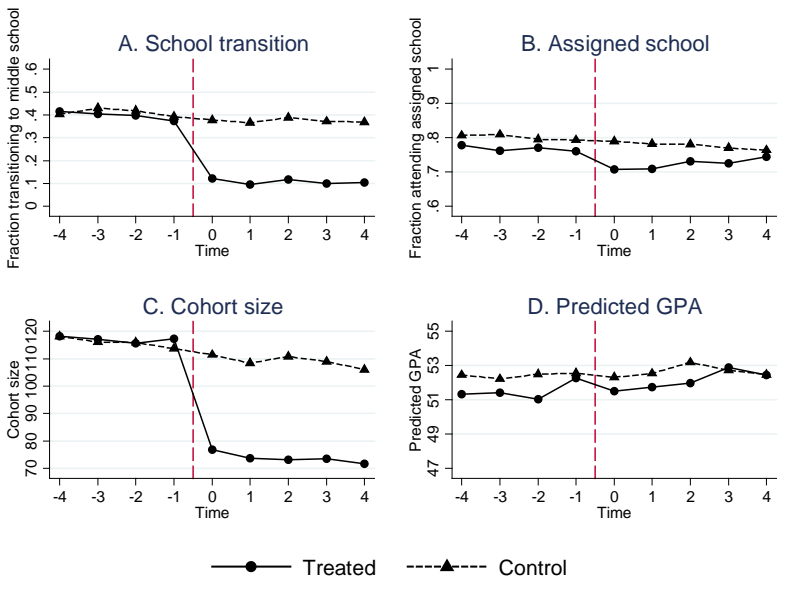 A. School transition
Fraction transitioning to middle school
.6
.5
.4
.3
.2
.1
0
-4 -3 -2 -1 0 1 2 3 4
Time
B. Assigned school
Fraction attending assigned school
1
.9
.8
.7
.6
-4 -3 -2 -1 0 1 2 3 4
Time
C. Cohort size
Cohort size
120
110
100
90
80
70
-4 -3 -2 -1 0 1 2 3 4
Time
D. Predicted GPA
Predicted GPA
55
53
51
49
47
-4 -3 -2 -1 0 1 2 3 4
Time
Treated Control